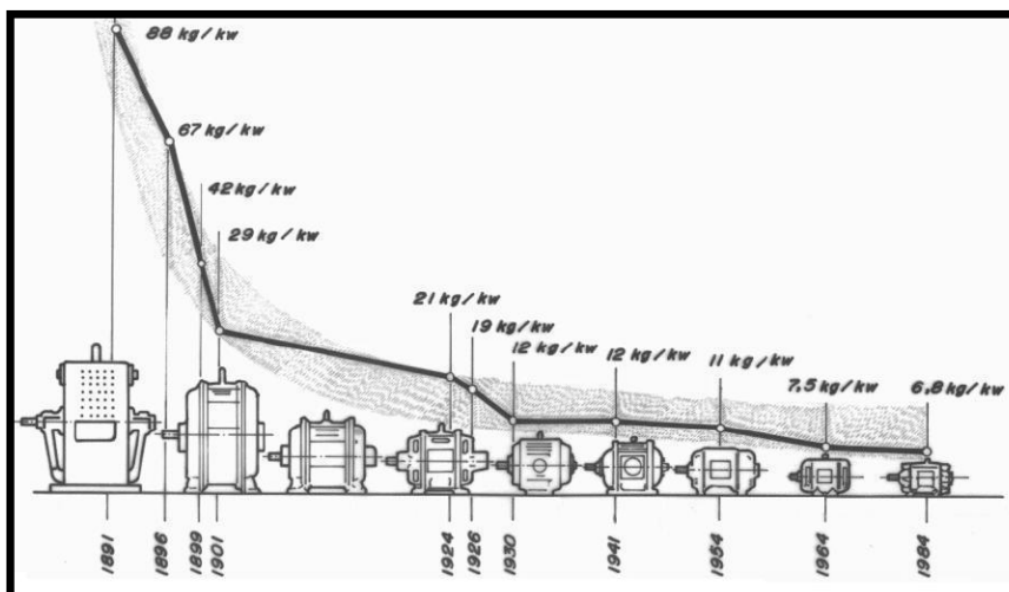 88 kg/kw
67 kg/kw
42 kg/kw
29 kg/kw
21 kg/kw
19 kg/kw
12 kg/kw
12 kg/kw
11 kg/kw
7,5 kg/kw
6,8 kg/kw
1891
1896
1899
1901
1924
1926
1930
1941
1954
1964
1984